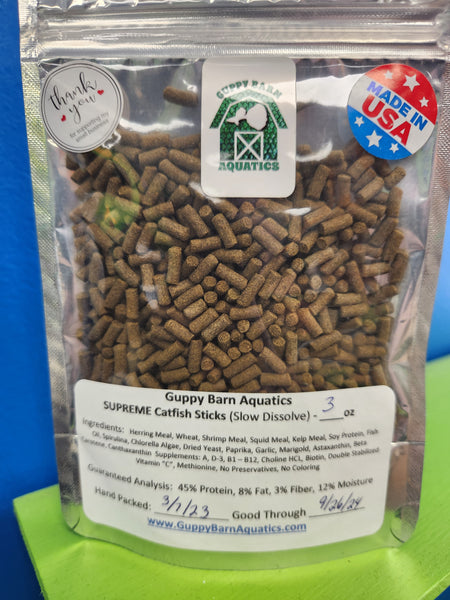 thank
you
for supporting my
small business
GUPPY BARN
AQUATICS
MADE IN
USA
Guppy Barn Aquatics
SUPREME Catfish Sticks (Slow Dissolve) - 3 oz
Ingredients: Herring Meal, Wheat, Shrimp Meal, Squid Meal, Kelp Meal, Soy Protein, Fish
Oil, Spirulina, Chlorella Algae, Dried Yeast, Paprika, Garlic, Marigold, Astaxanthin, Beta
Carotene, Canthaxanthin Supplements: A, D-3, B1 – B12, Choline HCL, Biotin, Double Stabilized
Vitamin "C", Methionine, No Preservatives, No Coloring
Guaranteed Analysis: 45% Protein, 8% Fat, 3% Fiber, 12% Moisture
Hand Packed: 3/7/23 Good Through 9/26/24
www.GuppyBarnAquatics.com